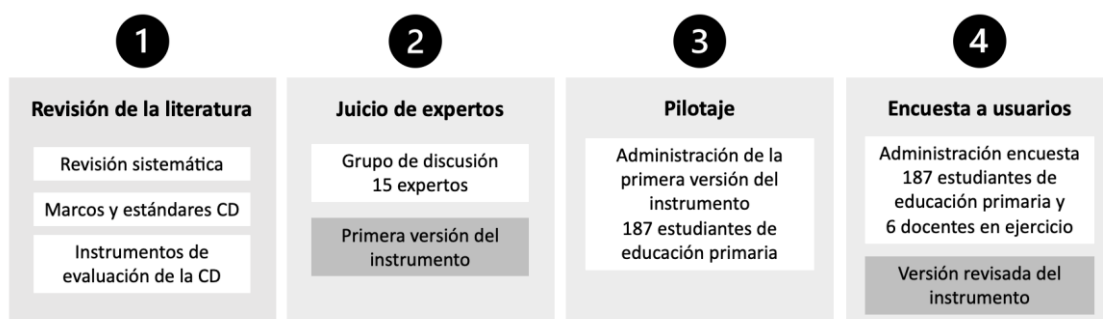 1
Revisión de la literatura
Revisión sistemática
Marcos y estándares CD
Instrumentos de
evaluación de la CD
2
Juicio de expertos
Grupo de discusión
15 expertos
Primera versión del
instrumento
3
Pilotaje
Administración de la
primera versión del
instrumento
187 estudiantes de
educación primaria
4
Encuesta a usuarios
Administración encuesta
187 estudiantes de
educación primaria y
6 docentes en ejercicio
Versión revisada del
instrumento